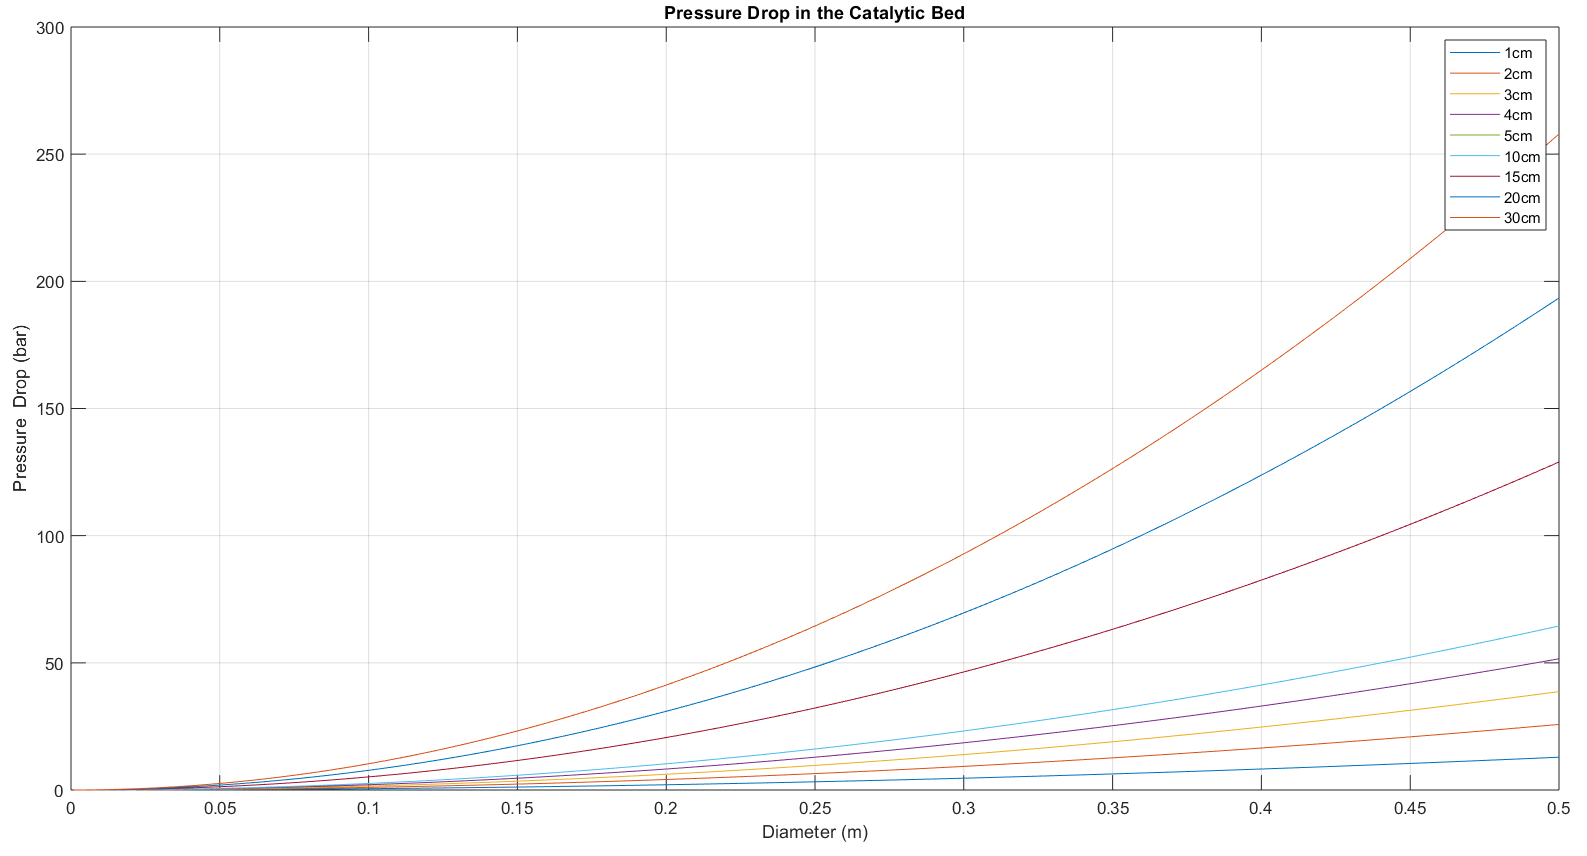 Pressure Drop in the Catalytic Bed
300
250
200
150
100
50
0
Pressure Drop (bar)
0 0.05 0.1 0.15 0.2 0.25 0.3 0.35 0.4 0.45 0.5
Diameter (m)
1cm
2cm
3cm
4cm
5cm
10cm
15cm
20cm
30cm